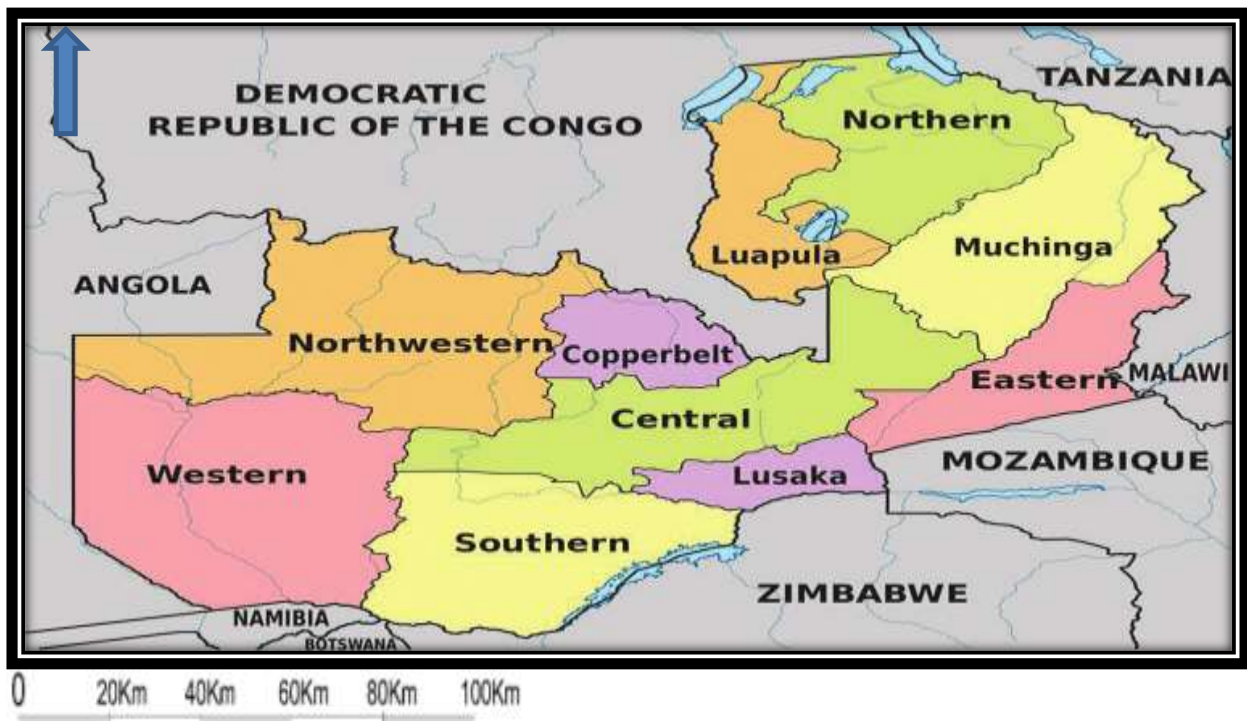 DEMOCRATIC
REPUBLIC OF THE CONGO
TANZANIA
Northern
Luapula
Muchinga
ANGOLA
Northwestern
Copperbelt
Eastern
MALAWI
Central
Western
Lusaka
MOZAMBIQUE
Southern
ZIMBABWE
NAMIBIA
BOTSWANA
0 20Km 40Km 60Km 80Km 100Km